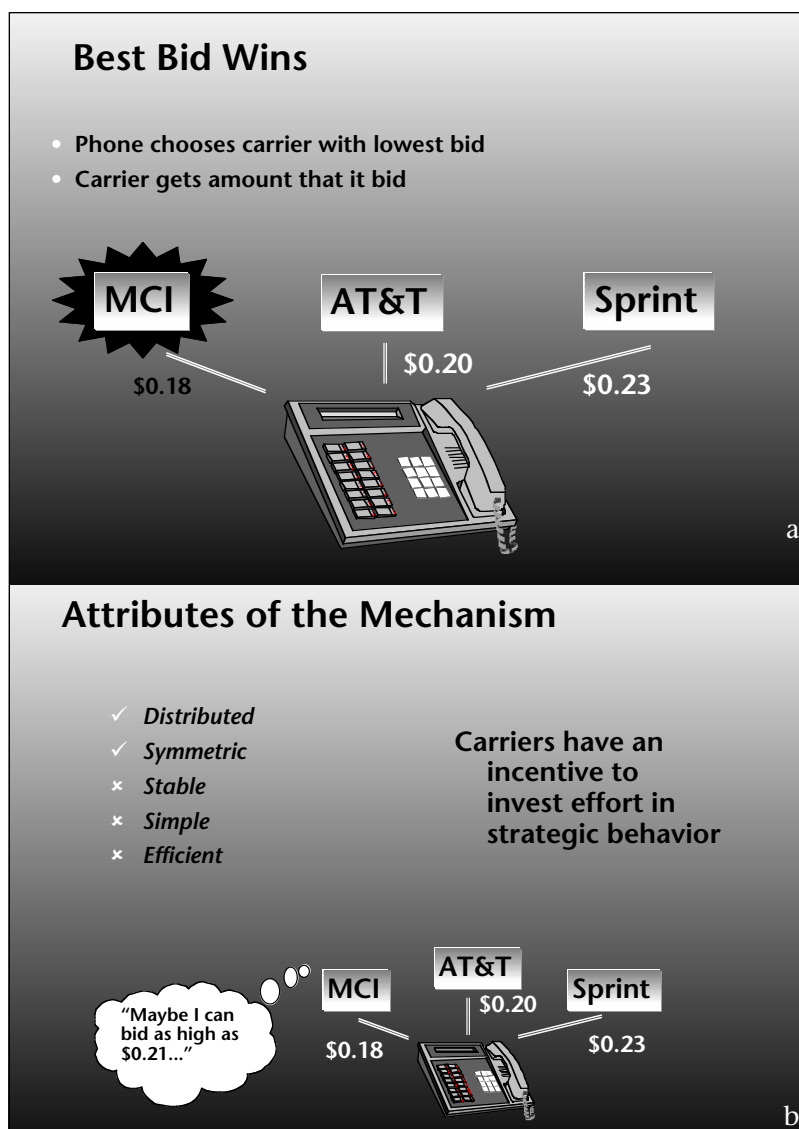 Best Bid Wins
• Phone chooses carrier with lowest bid
• Carrier gets amount that it bid
MCI
AT&T
Sprint
$0.18
$0.20
$0.23
a
Attributes of the Mechanism
✓ Distributed
✓ Symmetric
× Stable
× Simple
× Efficient
Carriers have an
incentive to
invest effort in
strategic behavior
"Maybe I can
bid as high as
$0.21..."
MCI
AT&T
Sprint
$0.18
$0.20
$0.23
b